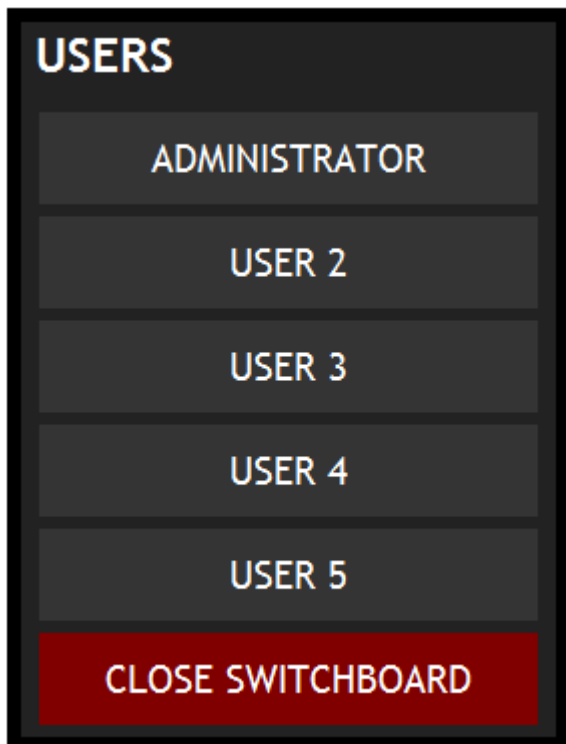 USERS
ADMINISTRATOR
USER 2
USER 3
USER 4
USER 5
CLOSE SWITCHBOARD